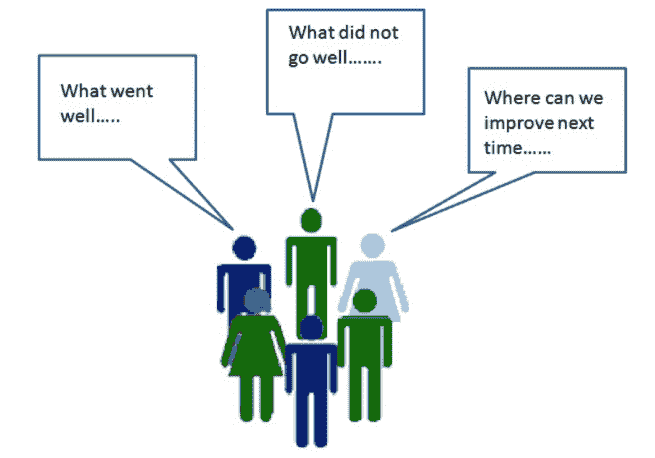 What went
well.....
What did not
go well.......
Where can we
improve next
time......